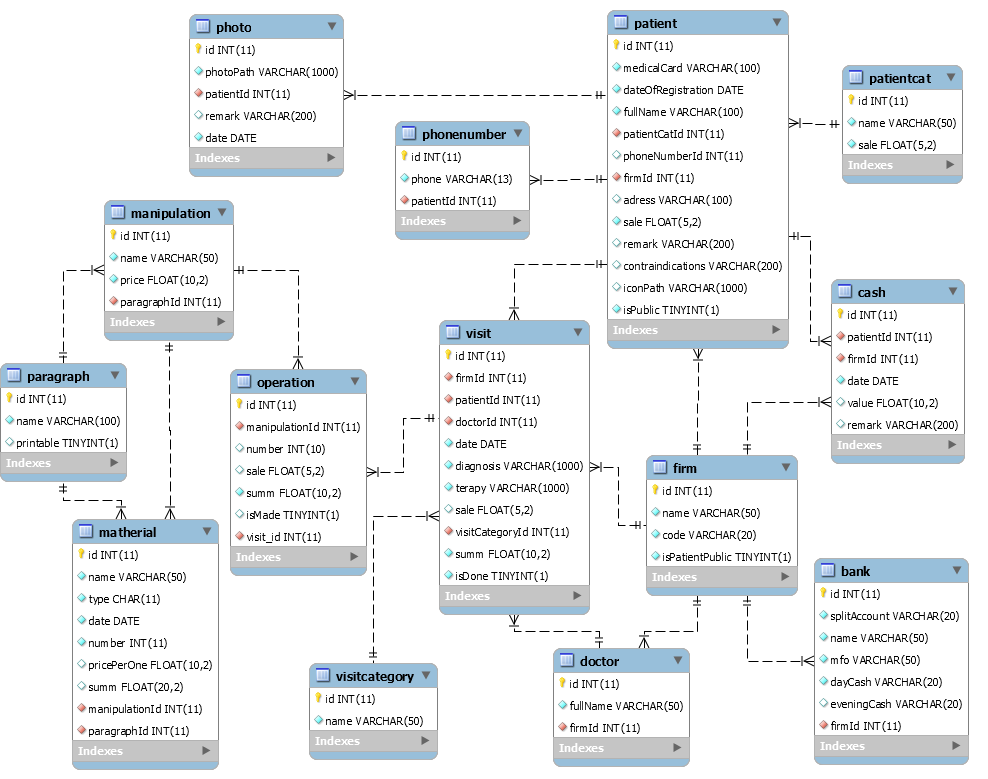 photo
id INT(11)
photoPath VARCHAR(1000)
patientId INT(11)
remark VARCHAR(200)
date DATE
Indexes
patient
id INT(11)
medicalCard VARCHAR(100)
dateOfRegistration DATE
fullName VARCHAR(100)
patientCatId INT(11)
phoneNumberId INT(11)
firmId INT(11)
adress VARCHAR(100)
sale FLOAT(5,2)
remark VARCHAR(200)
contraindications VARCHAR(200)
iconPath VARCHAR(1000)
isPublic TINYINT(1)
Indexes
patientcat
id INT(11)
name VARCHAR(50)
sale FLOAT(5,2)
Indexes
phonenumber
id INT(11)
phone VARCHAR(13)
patientId INT(11)
Indexes
manipulation
id INT(11)
name VARCHAR(50)
price FLOAT(10,2)
paragraphId INT(11)
Indexes
cash
id INT(11)
patientId INT(11)
firmId INT(11)
date DATE
value FLOAT(10,2)
remark VARCHAR(200)
Indexes
visit
id INT(11)
firmId INT(11)
patientId INT(11)
doctorId INT(11)
date DATE
diagnosis VARCHAR(1000)
terapy VARCHAR(1000)
sale FLOAT(5,2)
visitCategoryId INT(11)
summ FLOAT(10,2)
isDone TINYINT(1)
Indexes
paragraph
id INT(11)
name VARCHAR(100)
printable TINYINT(1)
Indexes
operation
id INT(11)
manipulationId INT(11)
number INT(10)
sale FLOAT(5,2)
summ FLOAT(10,2)
isMade TINYINT(1)
visit_id INT(11)
Indexes
firm
id INT(11)
name VARCHAR(50)
code VARCHAR(20)
isPatientPublic TINYINT(1)
Indexes
matherial
id INT(11)
name VARCHAR(50)
type CHAR(11)
date DATE
number INT(11)
pricePerOne FLOAT(10,2)
summ FLOAT(20,2)
manipulationId INT(11)
paragraphId INT(11)
Indexes
bank
id INT(11)
splitAccount VARCHAR(20)
name VARCHAR(50)
mfo VARCHAR(50)
dayCash VARCHAR(20)
eveningCash VARCHAR(20)
firmId INT(11)
Indexes
visitcategory
id INT(11)
name VARCHAR(50)
Indexes
doctor
id INT(11)
fullName VARCHAR(50)
firmId INT(11)
Indexes